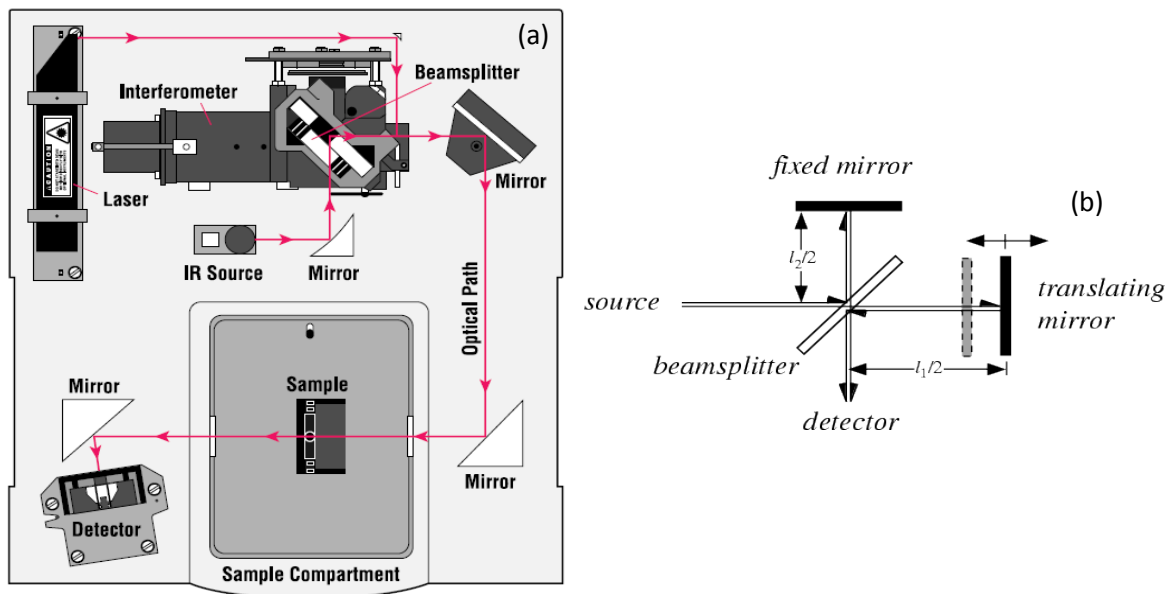 (a)
Beamsplitter
Interferometer
Mirror
CAUTION
Laser
IR Source
Mirror
Optical Path
Sample
Mirror
Mirror
Detector
Sample Compartment
fixed mirror
(b)
l₂/2
source
translating
mirror
beamsplitter
l₁/2
detector